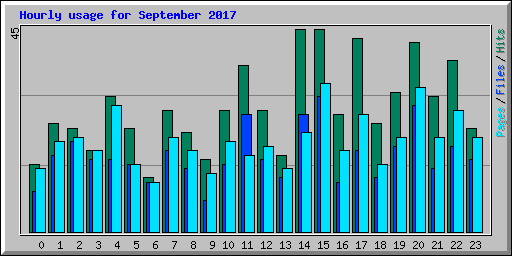 Hourly usage for September 2017
45
Pages/Files/Hits
0 1 2 3 4 5 6 7 8 9 10 11 12 13 14 15 16 17 18 19 20 21 22 23